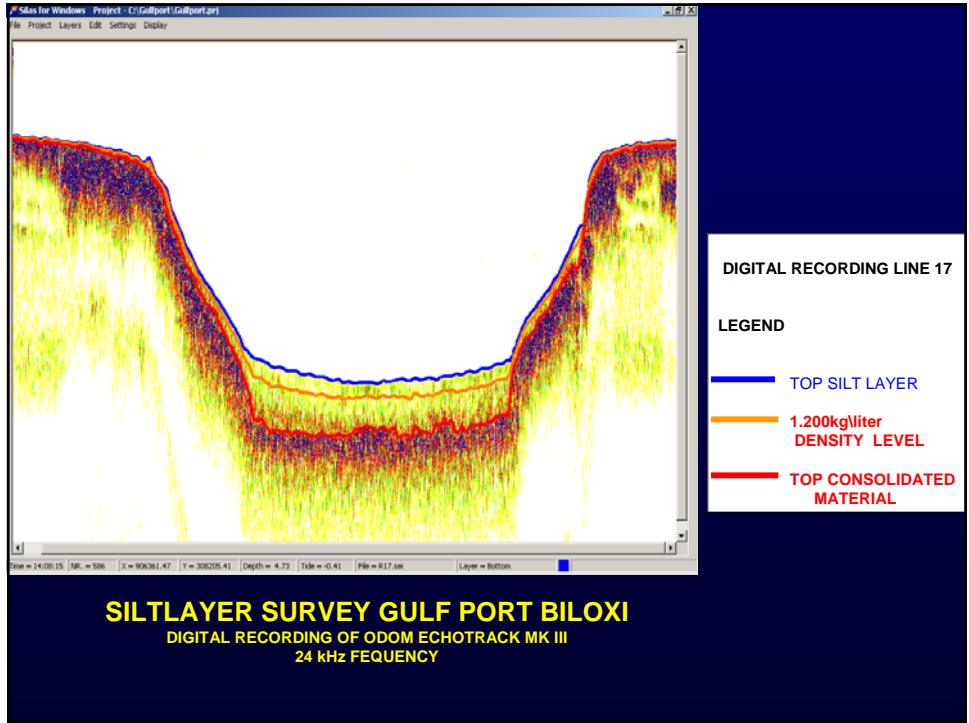 Silas for Windows Project - C:\Gulfport\Gulfport.prj
File Project Layers Edit Settings Display
DIGITAL RECORDING LINE 17
LEGEND
TOP SILT LAYER
1.200kg\liter
DENSITY LEVEL
TOP CONSOLIDATED
MATERIAL
Time = 14:08:15 NR. = 586 X = 906361.47 Y = 308205.41 Depth = 4.73 Tide = -0.41 File = R17.sei Layer = Bottom
SILTLAYER SURVEY GULF PORT BILOXI
DIGITAL RECORDING OF ODOM ECHOTRACK MK III
24 kHz FEQUENCY